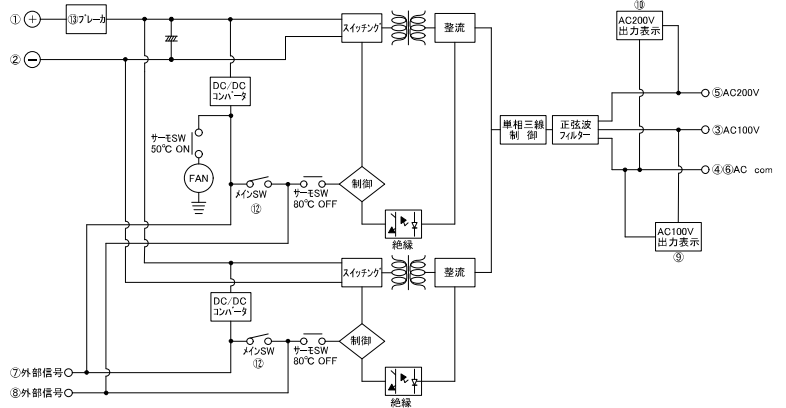 ① +
⑬ブレーカ
スイッチング
整流
⑩
AC200V
出力表示
② −
DC/DC
コンバータ
サーモSW
50℃ ON
FAN
メインSW
⑫
サーモSW
80℃ OFF
制御
絶縁
単相三線
制御
正弦波
フィルター
⑤AC200V
③AC100V
④⑥AC com
AC100V
出力表示
⑨
スイッチング
整流
DC/DC
コンバータ
メインSW
⑫
サーモSW
80℃ OFF
制御
絶縁
⑦外部信号
⑧外部信号